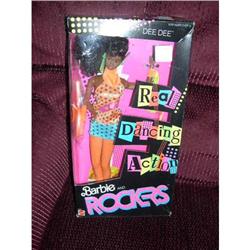 DEE DEE
Real
Dancing
Action
Barbie AND
ROCKERS